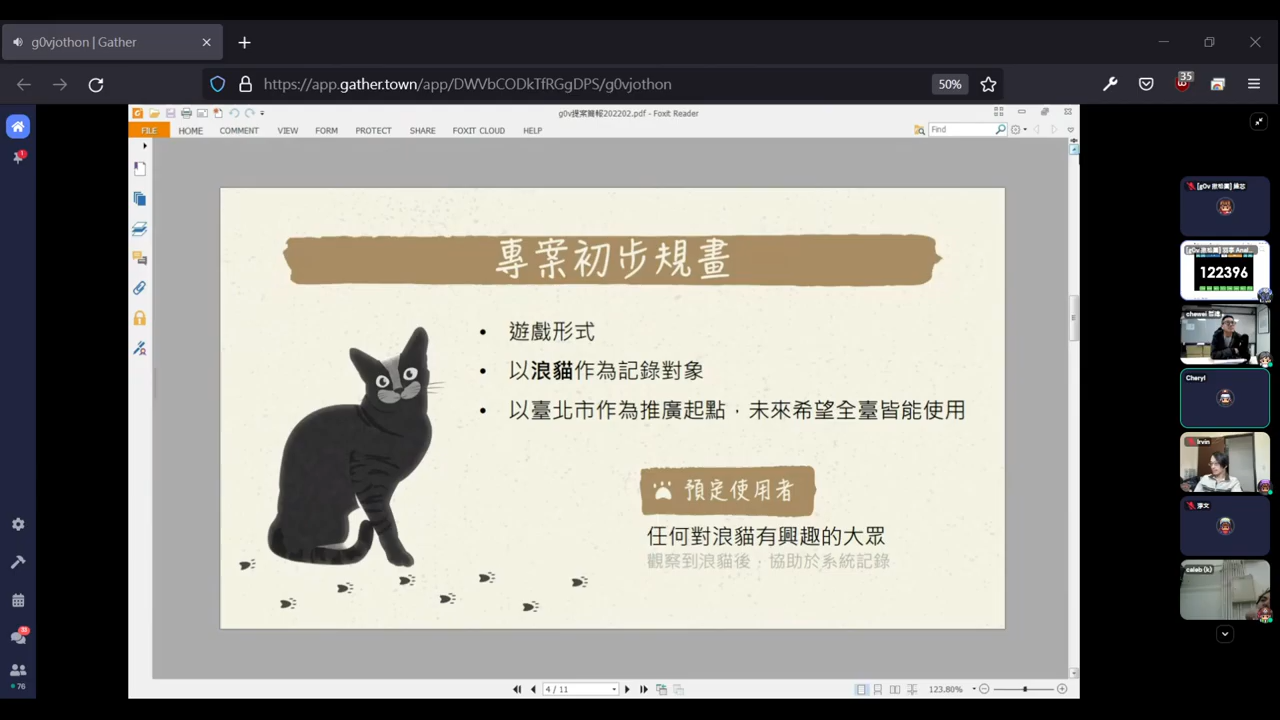 g0vjothon | Gather
https://app.gather.town/app/DWVbCODkTfRGgDPS/g0vjothon
50%
35
g0v提案簡報202202.pdf - Foxit Reader
FILE HOME COMMENT VIEW FORM PROTECT SHARE FOXIT CLOUD HELP
Find
專案初步規畫
• 遊戲形式
• 以浪貓作為記錄對象
• 以臺北市作為推廣起點，未來希望全臺皆能使用
預定使用者
任何對浪貓有興趣的大眾
觀察到浪貓後，協助於系統記錄
4 / 11
123.80%
1
33
76
122396
chewei
Cheryl
Irvin
caleb (k)